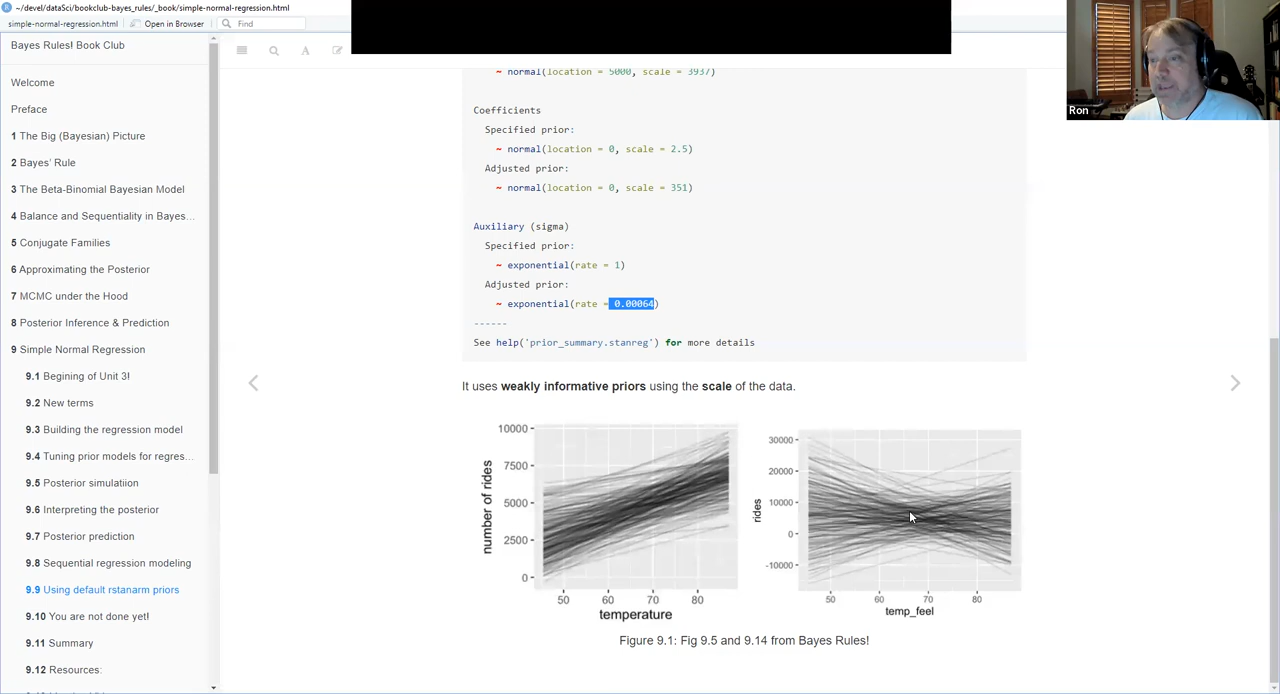 ~/devel/dataSci/bookclub-bayes_rules/_book/simple-normal-regression.html
simple-normal-regression.html
Open in Browser
Find
Bayes Rules! Book Club
Welcome
Preface
1 The Big (Bayesian) Picture
2 Bayes' Rule
3 The Beta-Binomial Bayesian Model
4 Balance and Sequentiality in Bayes...
5 Conjugate Families
6 Approximating the Posterior
7 MCMC under the Hood
8 Posterior Inference & Prediction
9 Simple Normal Regression
9.1 Begining of Unit 3!
9.2 New terms
9.3 Building the regression model
9.4 Tuning prior models for regres...
9.5 Posterior simulatiion
9.6 Interpreting the posterior
9.7 Posterior prediction
9.8 Sequential regression modeling
9.9 Using default rstanarm priors
9.10 You are not done yet!
9.11 Summary
9.12 Resources:
A
~ normal(location = 5000, scale = 3937)
Coefficients
Specified prior:
~ normal(location = 0, scale = 2.5)
Adjusted prior:
~ normal(location = 0, scale = 351)
Auxiliary (sigma)
Specified prior:
~ exponential(rate = 1)
Adjusted prior:
~ exponential(rate = 0.00064)
------
See help('prior_summary.stanreg') for more details
It uses weakly informative priors using the scale of the data.
number of rides
10000
7500
5000
2500
0
50 60 70 80
temperature
rides
30000
20000
10000
0
-10000
50 60 70 80
temp_feel
Figure 9.1: Fig 9.5 and 9.14 from Bayes Rules!
Ron